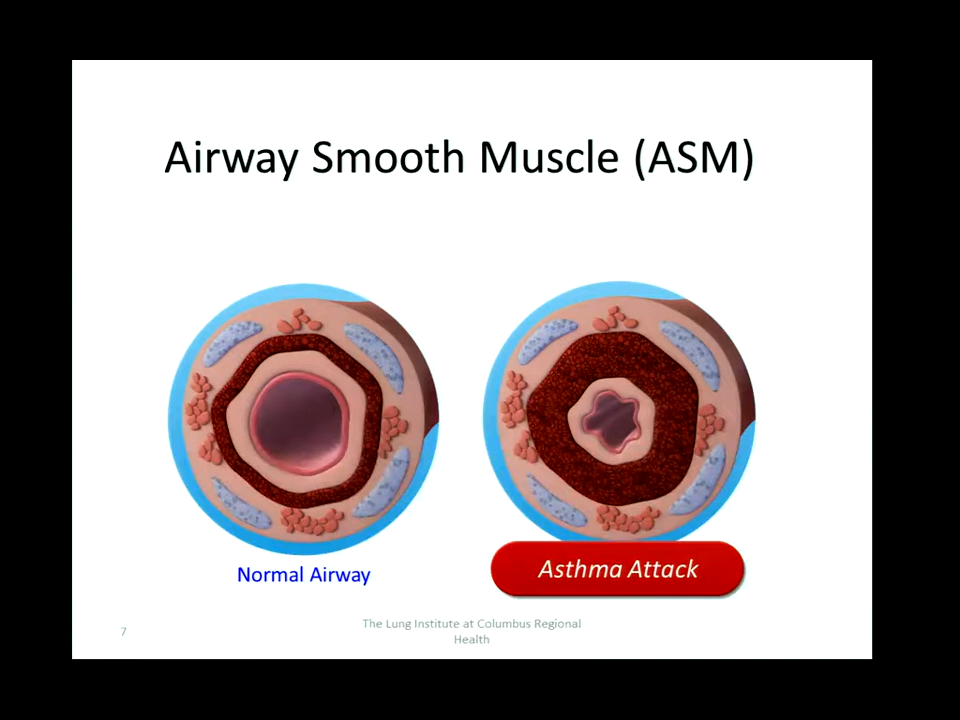 Airway Smooth Muscle (ASM)
Normal Airway
Asthma Attack
7
The Lung Institute at Columbus Regional
Health